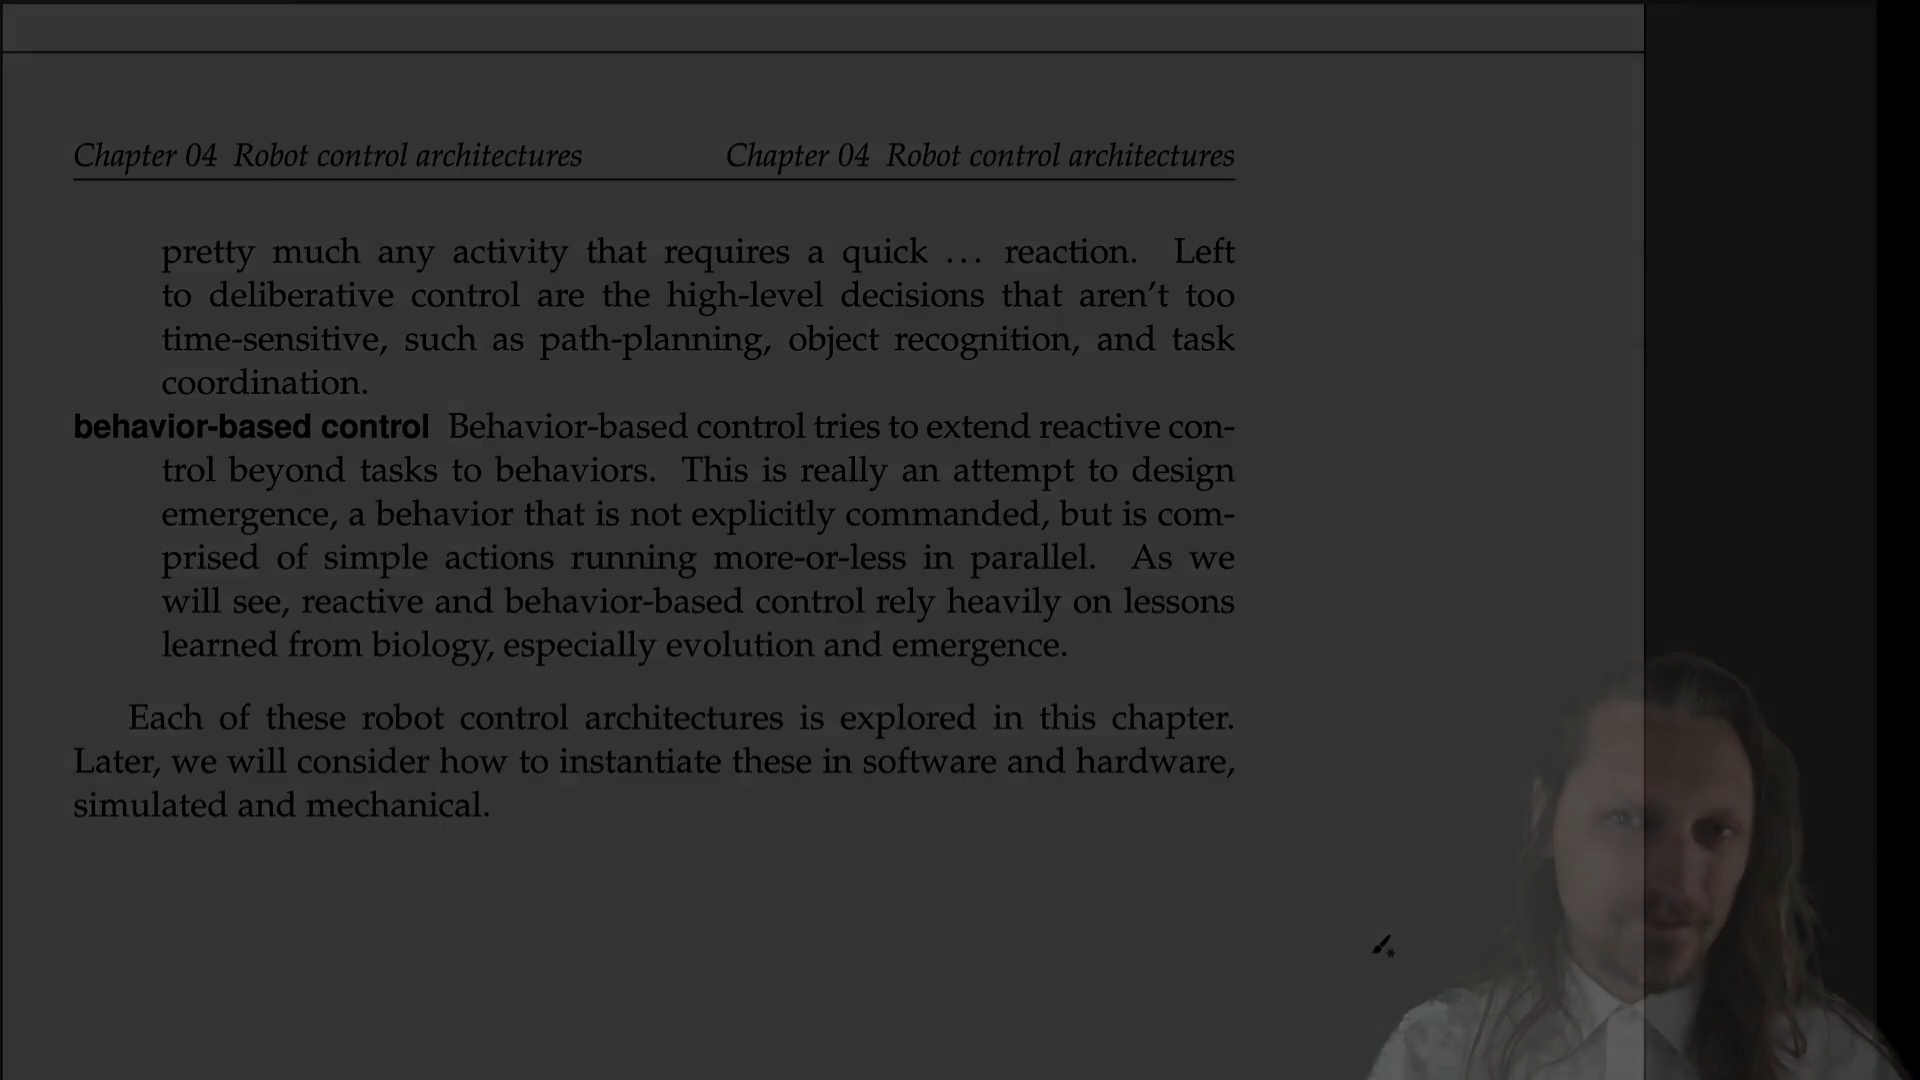 Chapter 04 Robot control architectures Chapter 04 Robot control architectures
pretty much any activity that requires a quick … reaction. Left
to deliberative control are the high-level decisions that aren't too
time-sensitive, such as path-planning, object recognition, and task
coordination.
behavior-based control Behavior-based control tries to extend reactive con-
trol beyond tasks to behaviors. This is really an attempt to design
emergence, a behavior that is not explicitly commanded, but is com-
prised of simple actions running more-or-less in parallel. As we
will see, reactive and behavior-based control rely heavily on lessons
learned from biology, especially evolution and emergence.
Each of these robot control architectures is explored in this chapter.
Later, we will consider how to instantiate these in software and hardware,
simulated and mechanical.